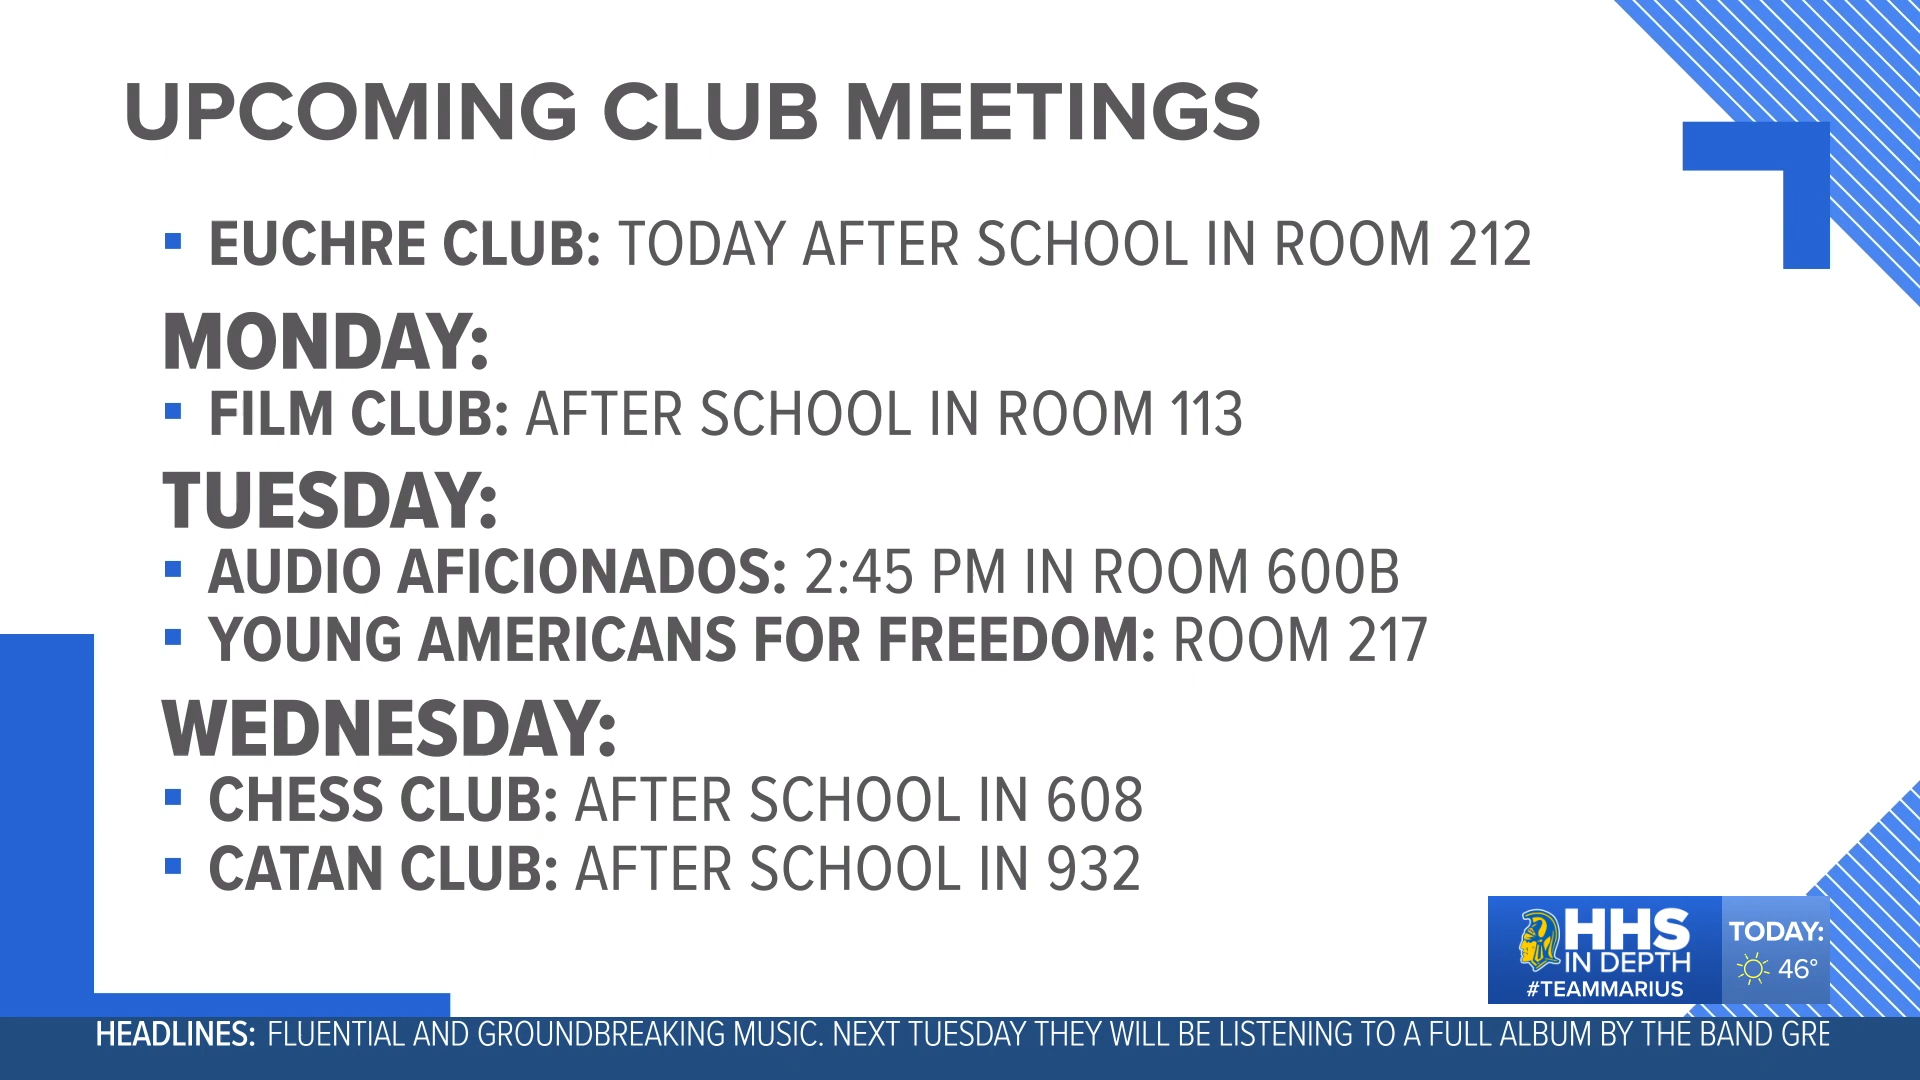 UPCOMING CLUB MEETINGS
EUCHRE CLUB: TODAY AFTER SCHOOL IN ROOM 212
MONDAY:
FILM CLUB: AFTER SCHOOL IN ROOM 113
TUESDAY:
AUDIO AFICIONADOS: 2:45 PM IN ROOM 600B
YOUNG AMERICANS FOR FREEDOM: ROOM 217
WEDNESDAY:
CHESS CLUB: AFTER SCHOOL IN 608
CATAN CLUB: AFTER SCHOOL IN 932
HHS
IN DEPTH
#TEAMMARIUS
TODAY:
46°
HEADLINES: FLUENTIAL AND GROUNDBREAKING MUSIC. NEXT TUESDAY THEY WILL BE LISTENING TO A FULL ALBUM BY THE BAND GRE